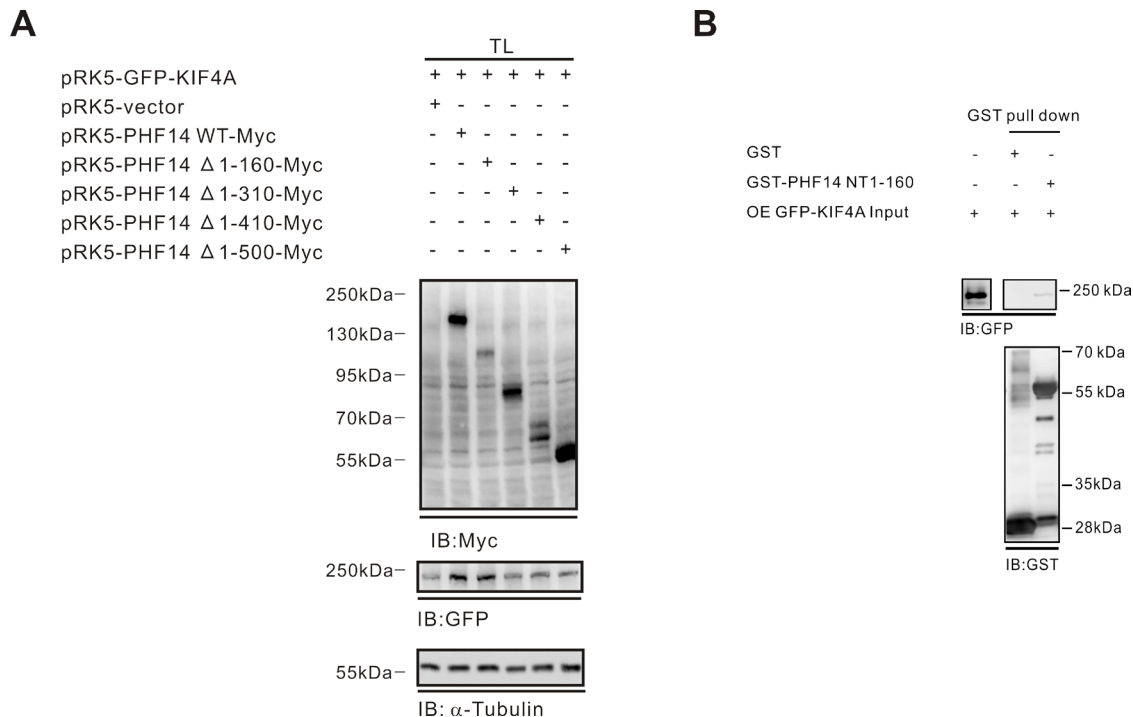 A
TL
pRK5-GFP-KIF4A + + + + + +
pRK5-vector + - - - - -
pRK5-PHF14 WT-Myc - + - - - -
pRK5-PHF14 Δ1-160-Myc - - + - - -
pRK5-PHF14 Δ1-310-Myc - - - + - -
pRK5-PHF14 Δ1-410-Myc - - - - + -
pRK5-PHF14 Δ1-500-Myc - - - - - +
250kDa
130kDa
95kDa
70kDa
55kDa
IB:Myc
250kDa
IB:GFP
55kDa
IB: α-Tubulin
B
GST pull down
GST - + -
GST-PHF14 NT1-160 - - +
OE GFP-KIF4A Input + + +
250 kDa
IB:GFP
70 kDa
55 kDa
35kDa
28kDa
IB:GST